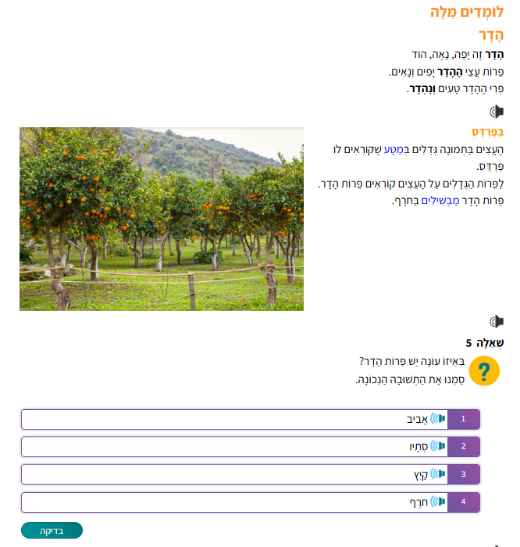 לוֹמְדִים מִלָּה
הָדָר
הָדָר זֶה יֹפֶה, נָאֶה, הוֹד
פֵּרוֹת עֲצֵי הֶהָדָר יָפִים וְנָאִים.
פְּרִי הֶהָדָר טָעִים וְנֶהְדָּר.
בַּפַּרְדֵּס
הָעֵצִים בַּתְּמוּנָה גְּדֵלִים בְּמַטָּע שֶׁקּוֹרְאִים לוֹ
פַּרְדֵּס.
לַפֵּרוֹת הַגְּדֵלִים עַל הָעֵצִים קוֹרְאִים פֵּרוֹת הָדָר.
פֵּרוֹת הָדָר מַבְשִׁילִים בַּחֹרֶף.
שְׁאֵלָה 5
?
בְּאֵיזוֹ עוֹנָה יֵשׁ פֵּרוֹת הָדָר?
סַמְּנוּ אֶת הַתְּשׁוּבָה הַנְּכוֹנָה.
1 אָבִיב
2 סְתָיו
3 קַיִץ
4 חֹרֶף
בדיקה